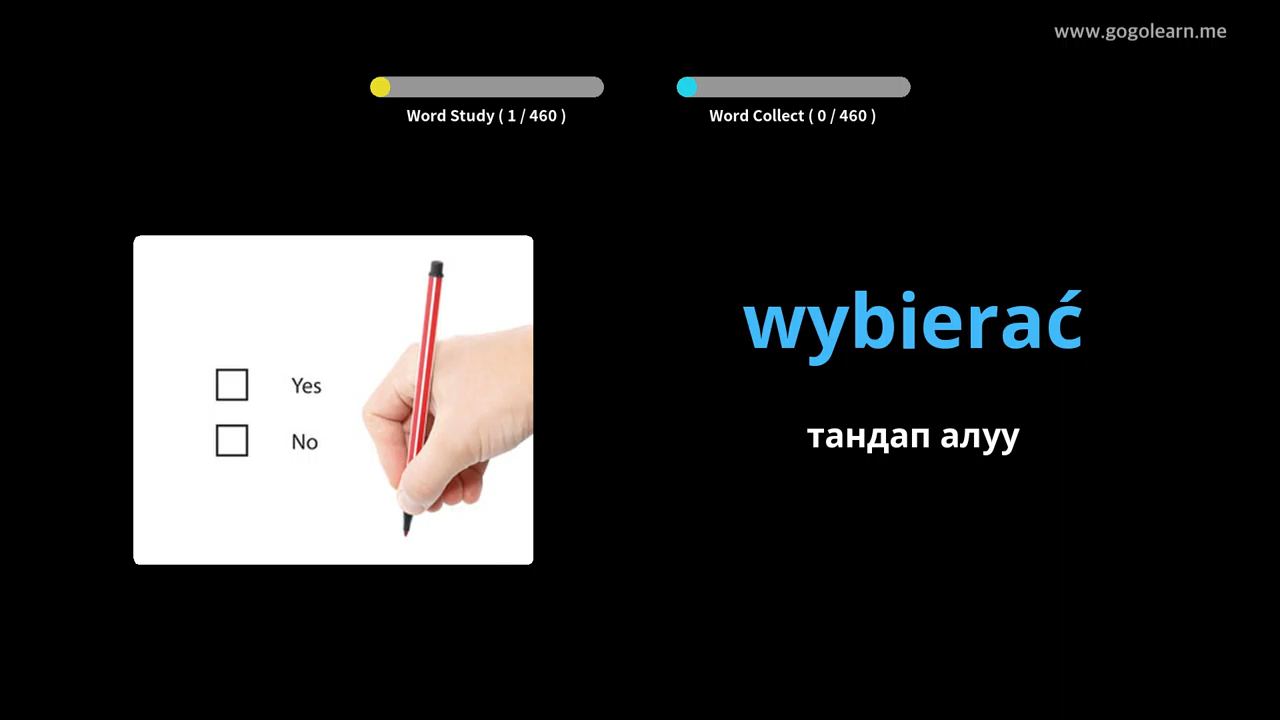 www.gogolearn.me
Word Study ( 1 / 460 )
Word Collect ( 0 / 460 )
Yes
No
wybierać
тандап алуу